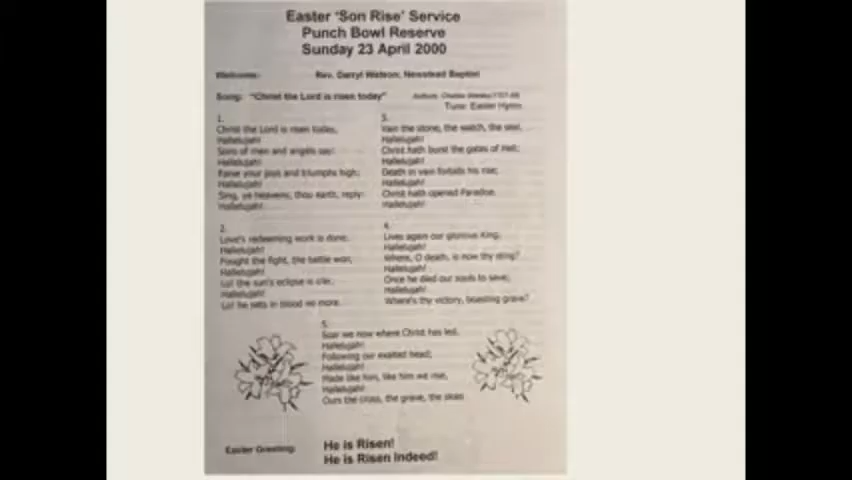 Easter 'Son Rise' Service
Punch Bowl Reserve
Sunday 23 April 2000
Welcome: Rev. Darryl Watson; Newstead Baptist
Song: "Christ the Lord is risen today" Authors: Charles Wesley
Tune: Easter Hymn
1.
Christ the Lord is risen today,
Hallelujah!
Sons of men and angels say:
Hallelujah!
Raise your joys and triumphs high;
Hallelujah!
Sing, ye heavens; thou earth, reply:
Hallelujah!
2.
Love's redeeming work is done,
Hallelujah!
Fought the fight, the battle won;
Hallelujah!
Lo! the sun's eclipse is o'er,
Hallelujah!
Lo! he sets in blood no more.
3.
Vain the stone, the watch, the seal,
Hallelujah!
Christ hath burst the gates of Hell;
Hallelujah!
Death in vain forbids his rise;
Hallelujah!
Christ hath opened Paradise.
Hallelujah!
4.
Lives again our glorious King,
Hallelujah!
Where, O death, is now thy sting?
Hallelujah!
Once he died our souls to save;
Hallelujah!
Where's thy victory, boasting grave?
5.
Soar we now where Christ has led,
Hallelujah!
Following our exalted head;
Hallelujah!
Made like him, like him we rise,
Hallelujah!
Ours the cross, the grave, the skies
Easter Greeting: He is Risen!
He is Risen Indeed!